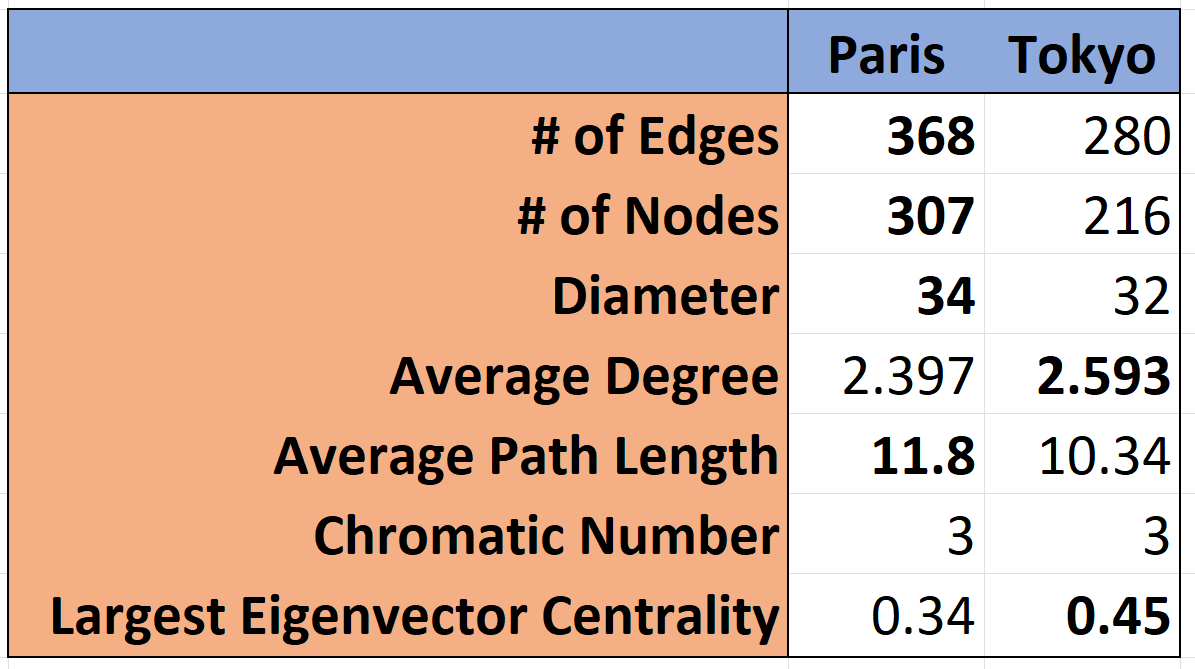 Paris Tokyo
# of Edges 368 280
# of Nodes 307 216
Diameter 34 32
Average Degree 2.397 2.593
Average Path Length 11.8 10.34
Chromatic Number 3 3
Largest Eigenvector Centrality 0.34 0.45